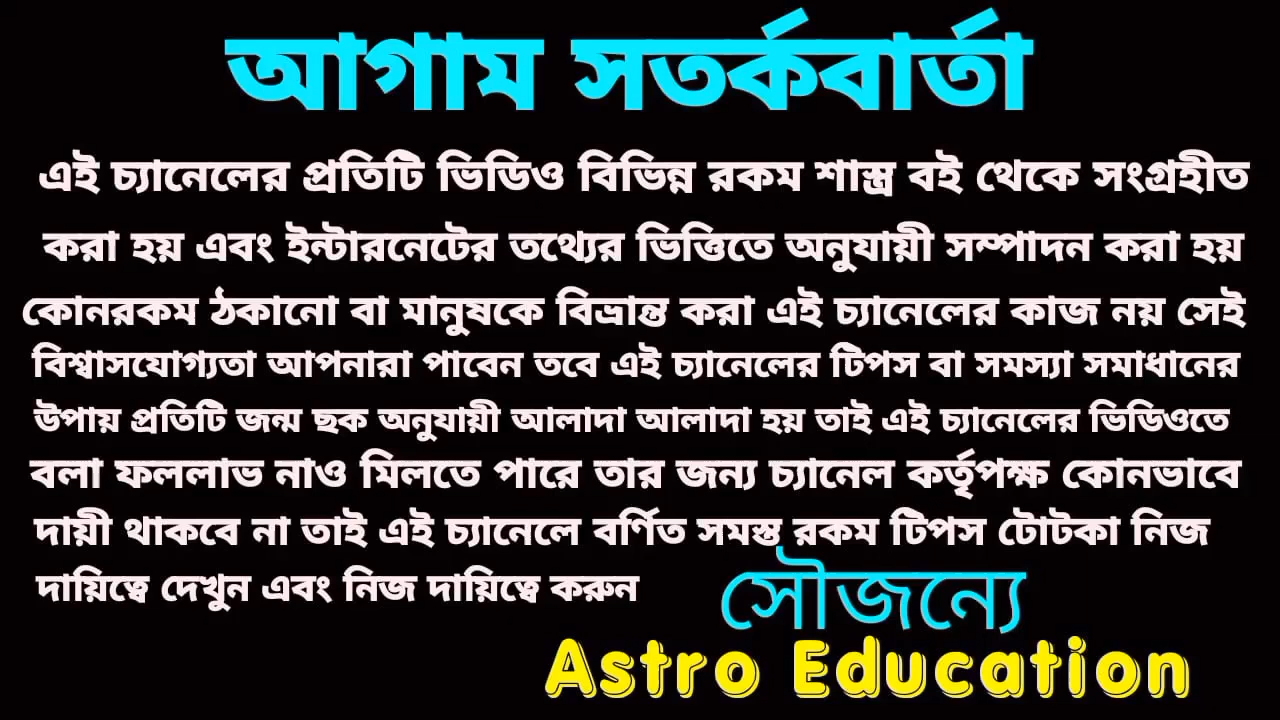 আগাম সতর্কবার্তা
এই চ্যানেলের প্রতিটি ভিডিও বিভিন্ন রকম শাস্ত্র বই থেকে সংগ্রহীত
করা হয় এবং ইন্টারনেটের তথ্যের ভিত্তিতে অনুযায়ী সম্পাদন করা হয়
কোনরকম ঠকানো বা মানুষকে বিভ্রান্ত করা এই চ্যানেলের কাজ নয় সেই
বিশ্বাসযোগ্যতা আপনারা পাবেন তবে এই চ্যানেলের টিপস বা সমস্যা সমাধানের
উপায় প্রতিটি জন্ম ছক অনুযায়ী আলাদা আলাদা হয় তাই এই চ্যানেলের ভিডিওতে
বলা ফললাভ নাও মিলতে পারে তার জন্য চ্যানেল কর্তৃপক্ষ কোনভাবে
দায়ী থাকবে না তাই এই চ্যানেলে বর্ণিত সমস্ত রকম টিপস টোটকা নিজ
দায়িত্বে দেখুন এবং নিজ দায়িত্বে করুন
সৌজন্যে
Astro Education